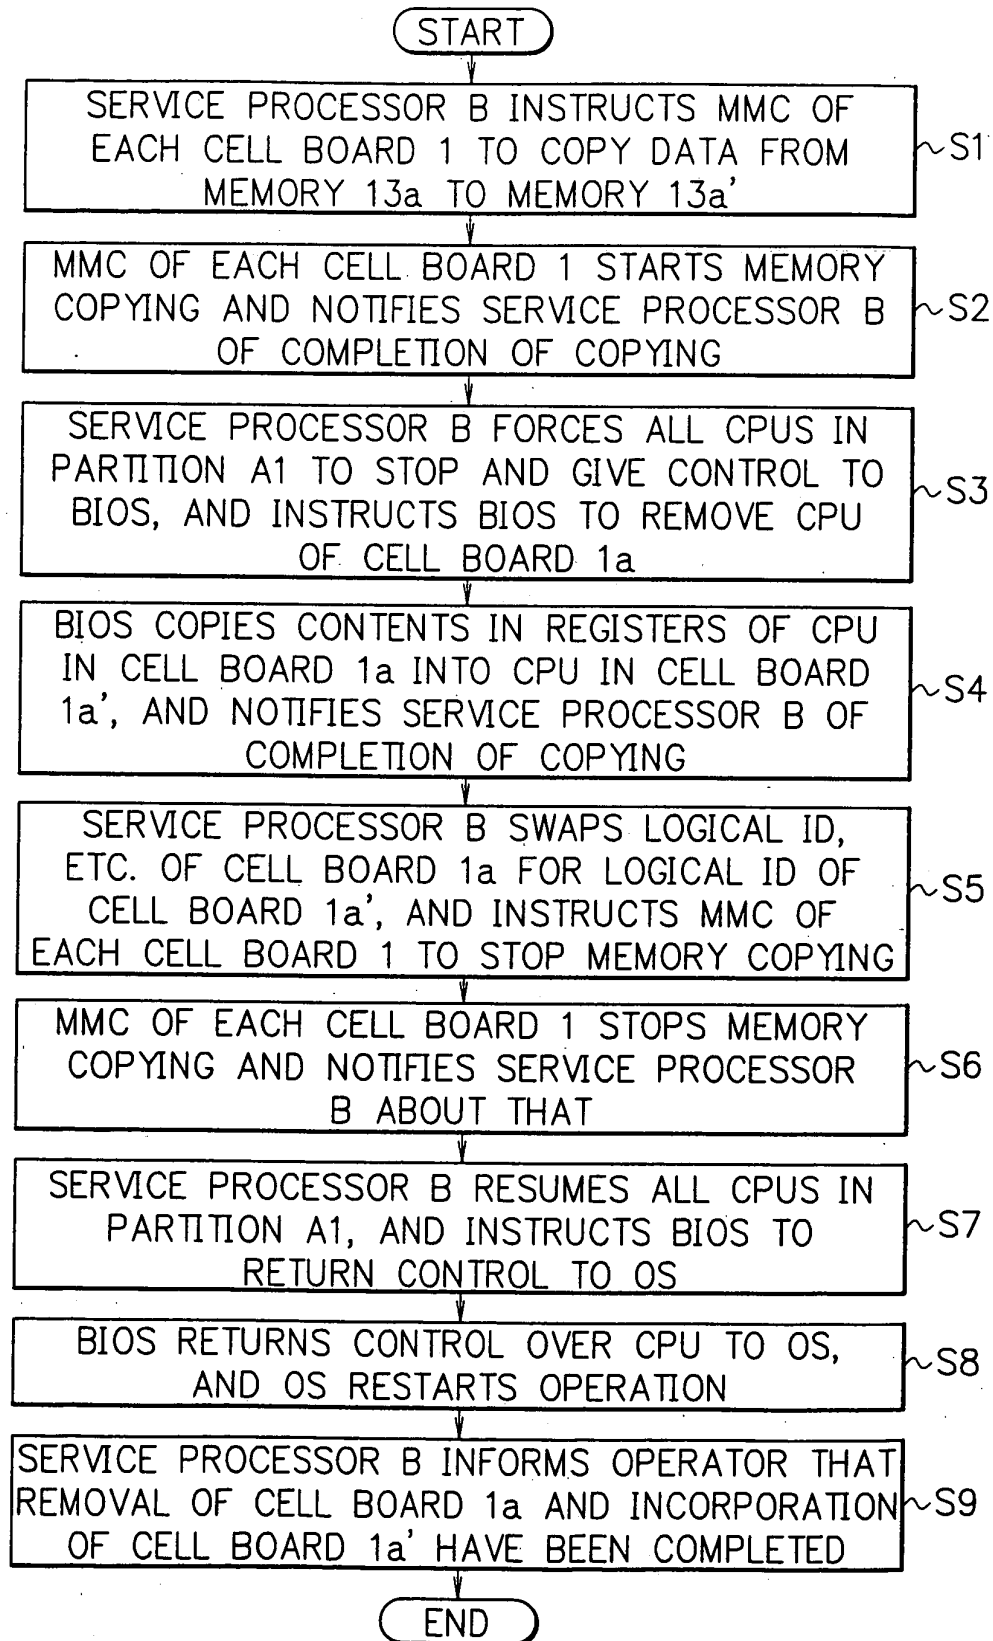 START
SERVICE PROCESSOR B INSTRUCTS MMC OF
EACH CELL BOARD 1 TO COPY DATA FROM
MEMORY 13a TO MEMORY 13a'
S1
MMC OF EACH CELL BOARD 1 STARTS MEMORY
COPYING AND NOTIFIES SERVICE PROCESSOR B
OF COMPLETION OF COPYING
S2
SERVICE PROCESSOR B FORCES ALL CPUS IN
PARTITION A1 TO STOP AND GIVE CONTROL TO
BIOS, AND INSTRUCTS BIOS TO REMOVE CPU
OF CELL BOARD 1a
S3
BIOS COPIES CONTENTS IN REGISTERS OF CPU
IN CELL BOARD 1a INTO CPU IN CELL BOARD
1a', AND NOTIFIES SERVICE PROCESSOR B OF
COMPLETION OF COPYING
S4
SERVICE PROCESSOR B SWAPS LOGICAL ID,
ETC. OF CELL BOARD 1a FOR LOGICAL ID OF
CELL BOARD 1a', AND INSTRUCTS MMC OF
EACH CELL BOARD 1 TO STOP MEMORY COPYING
S5
MMC OF EACH CELL BOARD 1 STOPS MEMORY
COPYING AND NOTIFIES SERVICE PROCESSOR
B ABOUT THAT
S6
SERVICE PROCESSOR B RESUMES ALL CPUS IN
PARTITION A1, AND INSTRUCTS BIOS TO
RETURN CONTROL TO OS
S7
BIOS RETURNS CONTROL OVER CPU TO OS,
AND OS RESTARTS OPERATION
S8
SERVICE PROCESSOR B INFORMS OPERATOR THAT
REMOVAL OF CELL BOARD 1a AND INCORPORATION
OF CELL BOARD 1a' HAVE BEEN COMPLETED
S9
END